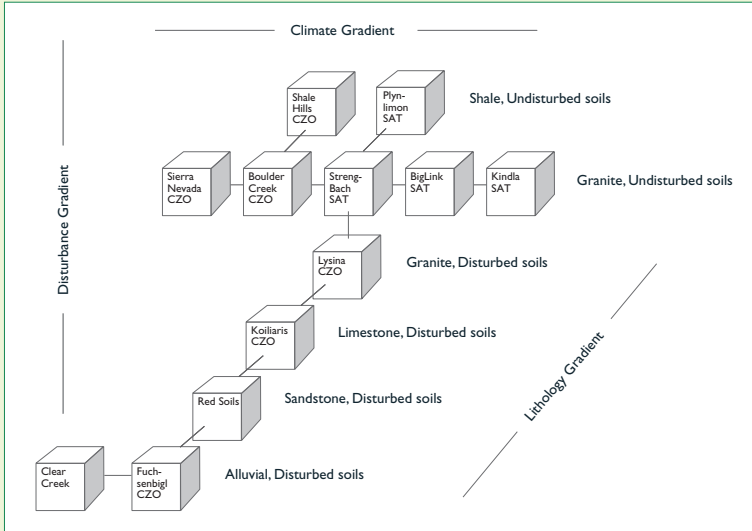 Climate Gradient
Disturbance Gradient
Shale
Hills
CZO
Plyn-
limon
SAT
Shale, Undisturbed soils
Sierra
Nevada
CZO
Boulder
Creek
CZO
Streng-
Bach
SAT
BigLink
SAT
Kindla
SAT
Granite, Undisturbed soils
Lysina
CZO
Granite, Disturbed soils
Koiliaris
CZO
Limestone, Disturbed soils
Lithology Gradient
Red Soils
Sandstone, Disturbed soils
Clear
Creek
Fuch-
senbigl
CZO
Alluvial, Disturbed soils